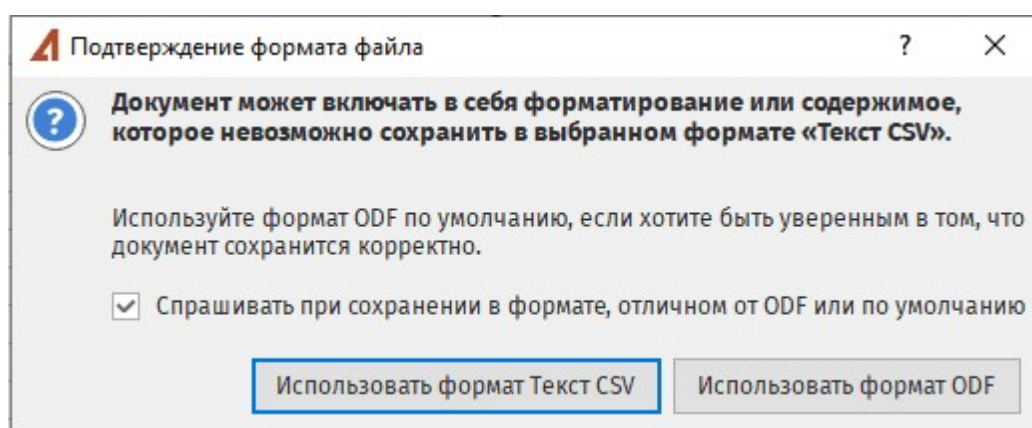 Подтверждение формата файла ?
Документ может включать в себя форматирование или содержимое,
которое невозможно сохранить в выбранном формате «Текст CSV».
Используйте формат ODF по умолчанию, если хотите быть уверенным в том, что
документ сохранится корректно.
Спрашивать при сохранении в формате, отличном от ODF или по умолчанию
Использовать формат Текст CSV Использовать формат ODF